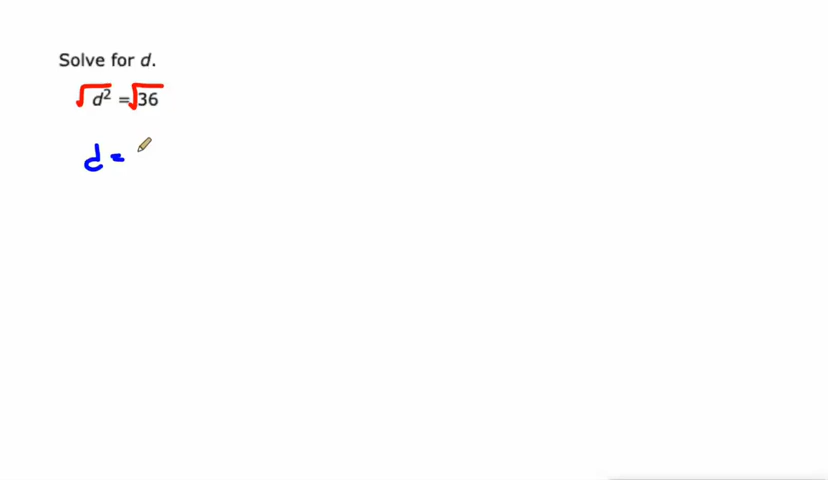 Solve for d.
√d² = √36
d =